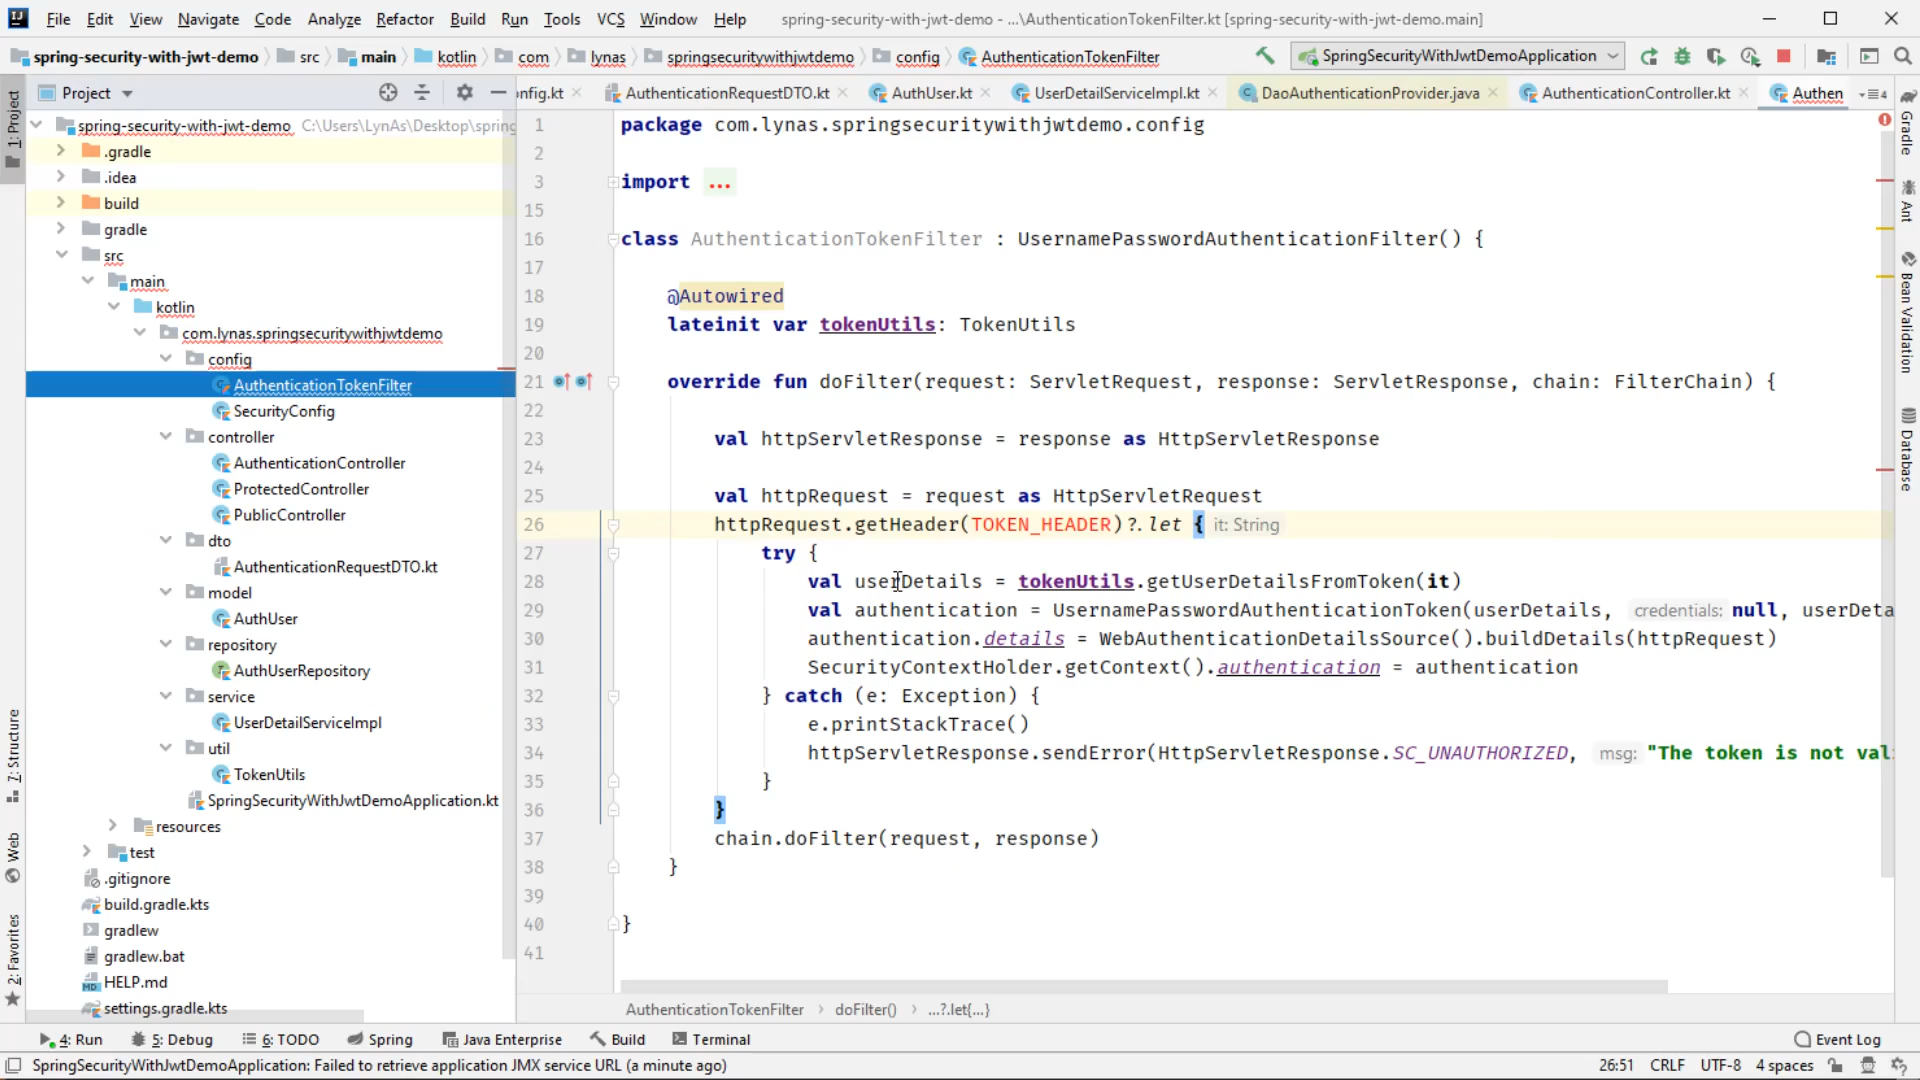 File Edit View Navigate Code Analyze Refactor Build Run Tools VCS Window Help spring-security-with-jwt-demo - ...\AuthenticationTokenFilter.kt [spring-security-with-jwt-demo.main]
spring-security-with-jwt-demo src main kotlin com lynas springsecuritywithjwtdemo config AuthenticationTokenFilter SpringSecurityWithJwtDemoApplication
Project
nfig.kt AuthenticationRequestDTO.kt AuthUser.kt UserDetailServiceImpl.kt DaoAuthenticationProvider.java AuthenticationController.kt Authen
1: Project
7: Structure
Web
2: Favorites
spring-security-with-jwt-demo C:\Users\LynAs\Desktop\spring
.gradle
.idea
build
gradle
src
main
kotlin
com.lynas.springsecuritywithjwtdemo
config
AuthenticationTokenFilter
SecurityConfig
controller
AuthenticationController
ProtectedController
PublicController
dto
AuthenticationRequestDTO.kt
model
AuthUser
repository
AuthUserRepository
service
UserDetailServiceImpl
util
TokenUtils
SpringSecurityWithJwtDemoApplication.kt
resources
test
.gitignore
build.gradle.kts
gradlew
gradlew.bat
HELP.md
settings.gradle.kts
1 package com.lynas.springsecuritywithjwtdemo.config
2
3 import ...
15
16 class AuthenticationTokenFilter : UsernamePasswordAuthenticationFilter() {
17
18 @Autowired
19 lateinit var tokenUtils: TokenUtils
20
21 override fun doFilter(request: ServletRequest, response: ServletResponse, chain: FilterChain) {
22
23 val httpServletResponse = response as HttpServletResponse
24
25 val httpRequest = request as HttpServletRequest
26 httpRequest.getHeader(TOKEN_HEADER)?.let { it: String
27 try {
28 val userDetails = tokenUtils.getUserDetailsFromToken(it)
29 val authentication = UsernamePasswordAuthenticationToken(userDetails, credentials: null, userDeta
30 authentication.details = WebAuthenticationDetailsSource().buildDetails(httpRequest)
31 SecurityContextHolder.getContext().authentication = authentication
32 } catch (e: Exception) {
33 e.printStackTrace()
34 httpServletResponse.sendError(HttpServletResponse.SC_UNAUTHORIZED, msg: "The token is not val
35 }
36 }
37 chain.doFilter(request, response)
38 }
39
40 }
41
Gradle
Ant
Bean Validation
Database
AuthenticationTokenFilter doFilter() ...?.let{...}
4: Run 5: Debug 6: TODO Spring Java Enterprise Build Terminal Event Log
SpringSecurityWithJwtDemoApplication: Failed to retrieve application JMX service URL (a minute ago) 26:51 CRLF UTF-8 4 spaces